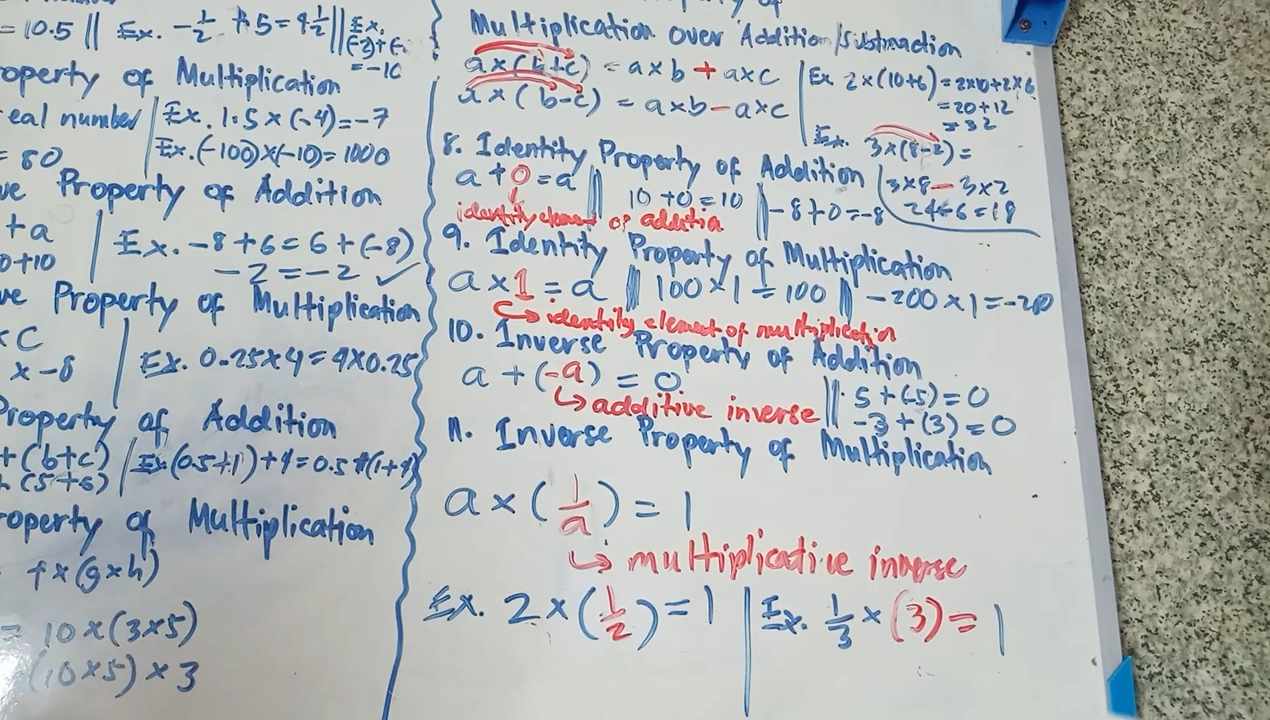 = 10.5 || Ex. -1/2 + 5 = 4 1/2 || Ex.
= -10
operty of Multiplication
eal number | Ex. 1.5 × (-4) = -7
= 80 | Ex. (-100) × (-10) = 1000
ve Property of Addition
+ a | Ex. -8 + 6 = 6 + (-8)
0+10 | -2 = -2 ✓
ve Property of Multiplication
× C | Ex. 0.25 × 4 = 4 × 0.25
x -8
Property of Addition
+ (b+c) | Ex. (0.5+1)+4 = 0.5 + (1+4)
+ (5+6)
roperty of Multiplication
f × (g × h)
= 10 × (3×5)
(10 × 5) × 3
Multiplication over Addition/Subtraction
a × (b+c) = a×b + a×c | Ex 2×(10+6) = 2×10+2×6
= 20+12
= 32
a × (b-c) = a×b - a×c
Ex. 3×(8-2) =
3×8 - 3×2
24-6 = 18
8. Identity Property of Addition
a + 0 = a || 10 + 0 = 10 || -8+0 = -8
identity element of additio
9. Identity Property of Multiplication
a × 1 = a || 100 × 1 = 100 || -200 × 1 = -200
↪ identity element of multiplication
10. Inverse Property of Addition
a + (-a) = 0 || 5 + (-5) = 0
↪ additive inverse || -3 + (3) = 0
11. Inverse Property of Multiplication
a × (1/a) = 1
↪ multiplicative inverse
Ex. 2 × (1/2) = 1 | Ex. 1/3 × (3) = 1